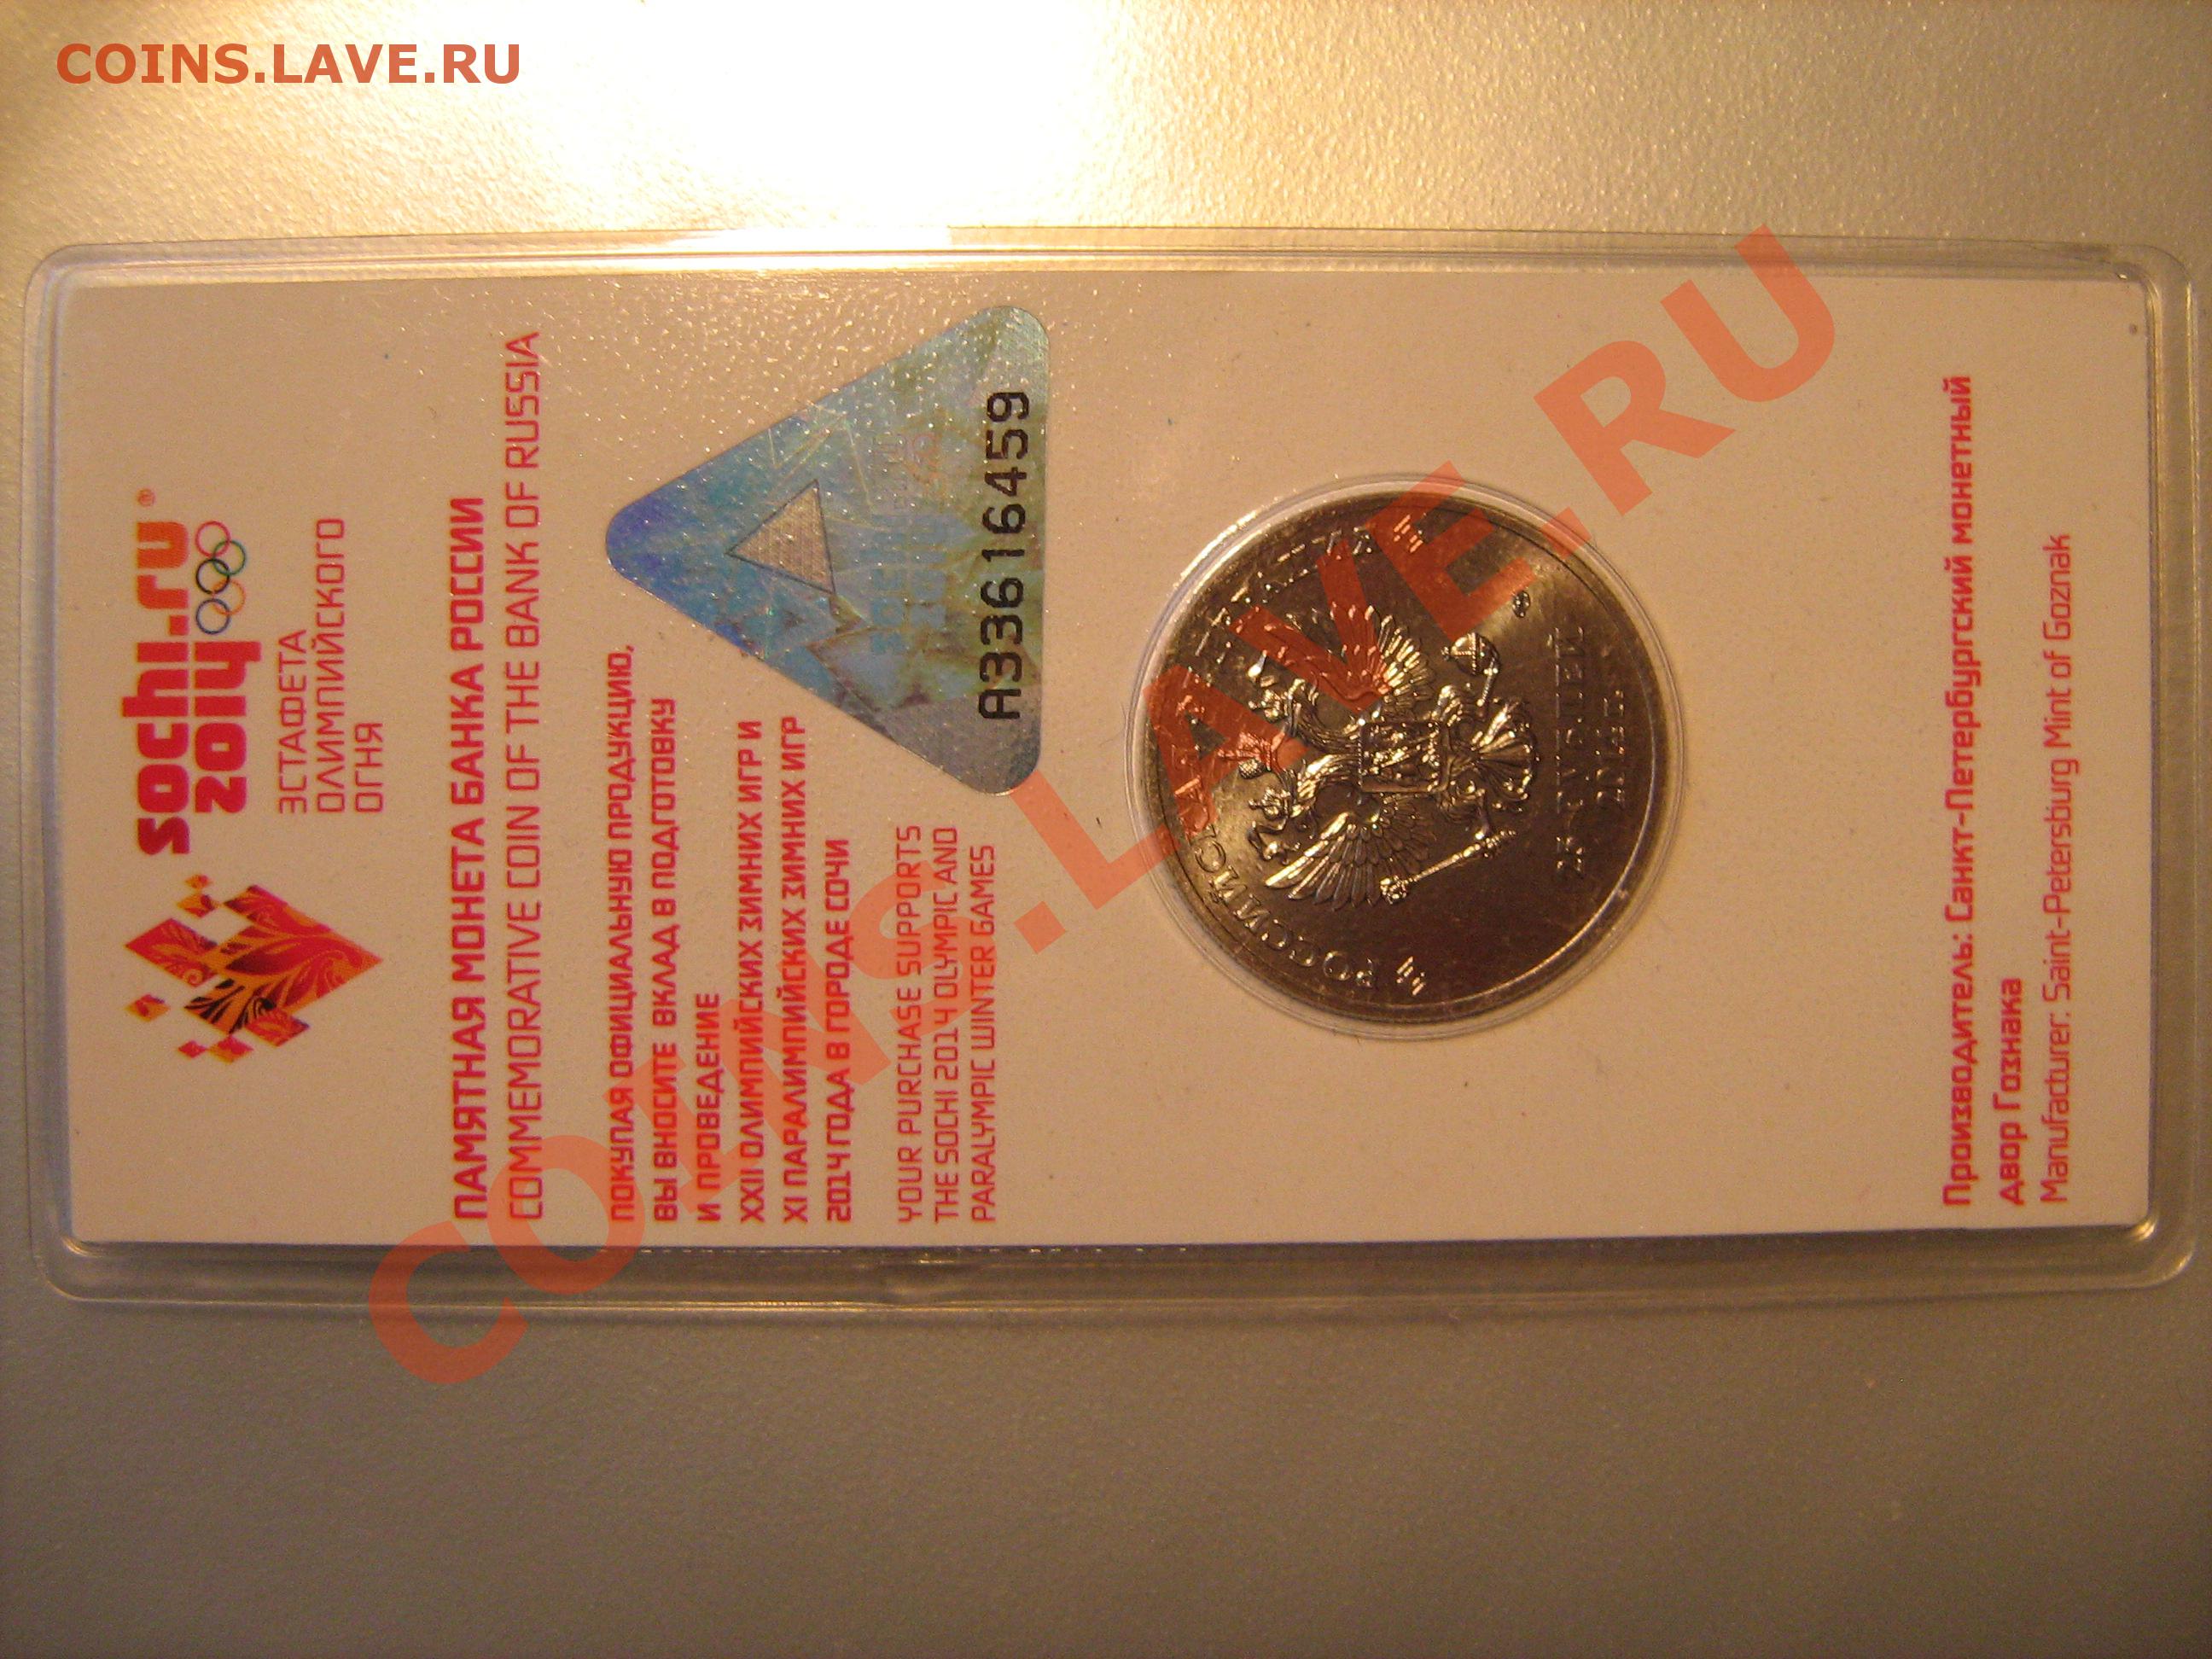 COINS.LAVE.RU
sochi.ru®
2014
ЭСТАФЕТА
ОЛИМПИЙСКОГО
ОГНЯ
ПАМЯТНАЯ МОНЕТА БАНКА РОССИИ
COMMEMORATIVE COIN OF THE BANK OF RUSSIA
ПОКУПАЯ ОФИЦИАЛЬНУЮ ПРОДУКЦИЮ,
ВЫ ВНОСИТЕ ВКЛАД В ПОДГОТОВКУ
И ПРОВЕДЕНИЕ
XXII ОЛИМПИЙСКИХ ЗИМНИХ ИГР И
XI ПАРАЛИМПИЙСКИХ ЗИМНИХ ИГР
2014 ГОДА В ГОРОДЕ СОЧИ
YOUR PURCHASE SUPPORTS
THE SOCHI 2014 OLYMPIC AND
PARALYMPIC WINTER GAMES
A33616459
25 РУБЛЕЙ
2014 г.
Производитель: Санкт-Петербургский монетный
двор Гознака
Manufacturer: Saint-Petersburg Mint of Goznak
COINS.LAVE.RU